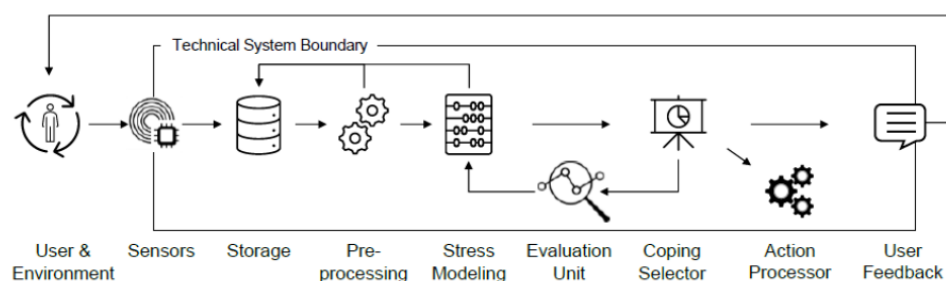 Technical System Boundary
User &
Environment
Sensors
Storage
Pre-
processing
Stress
Modeling
Evaluation
Unit
Coping
Selector
Action
Processor
User
Feedback